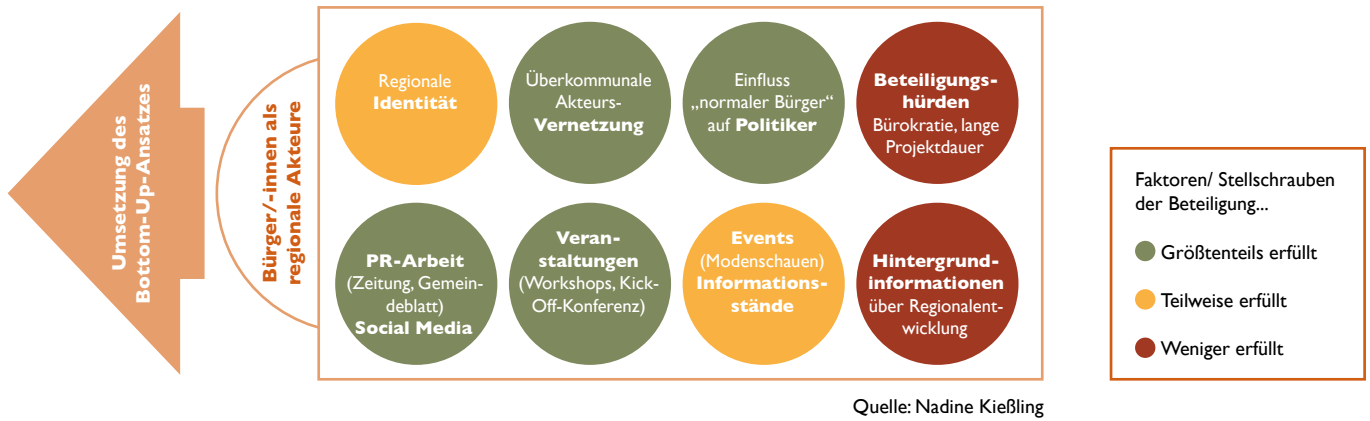 Umsetzung des
Bottom-Up-Ansatzes
Bürger/-innen als
regionale Akteure
Regionale
Identität
Überkommunale
Akteurs-
Vernetzung
Einfluss
„normaler Bürger“
auf Politiker
Beteiligungs-
hürden
Bürokratie, lange
Projektdauer
PR-Arbeit
(Zeitung, Gemein-
deblatt)
Social Media
Veran-
staltungen
(Workshops, Kick-
Off-Konferenz)
Events
(Modenschauen)
Informations-
stände
Hintergrund-
informationen
über Regionalent-
wicklung
Faktoren/ Stellschrauben
der Beteiligung...
Größtenteils erfüllt
Teilweise erfüllt
Weniger erfüllt
Quelle: Nadine Kießling